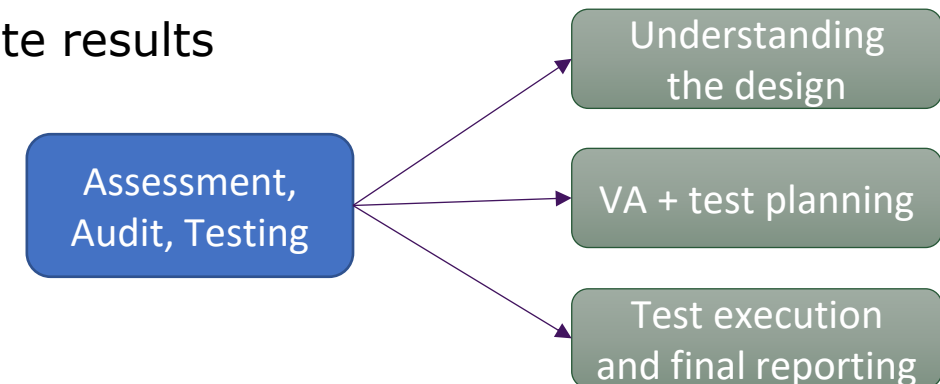 te results
Understanding
the design
Assessment,
Audit, Testing
VA + test planning
Test execution
and final reporting